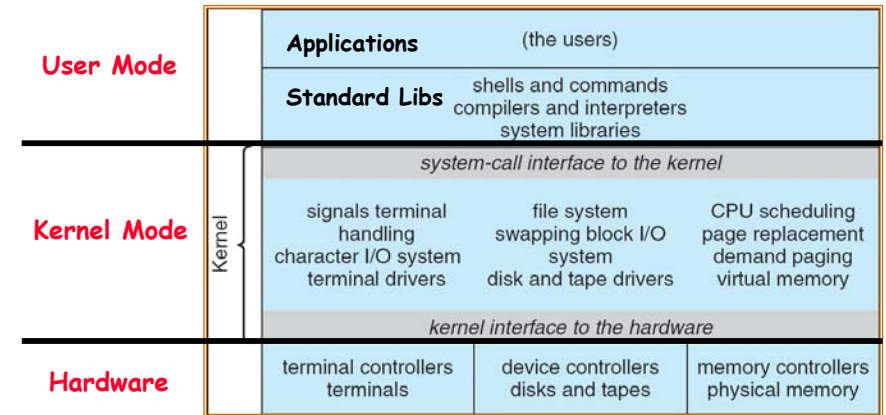 User Mode
Applications (the users)
Standard Libs shells and commands
compilers and interpreters
system libraries
Kernel Mode
Kernel
system-call interface to the kernel
signals terminal
handling
character I/O system
terminal drivers
file system
swapping block I/O
system
disk and tape drivers
CPU scheduling
page replacement
demand paging
virtual memory
kernel interface to the hardware
Hardware
terminal controllers
terminals
device controllers
disks and tapes
memory controllers
physical memory